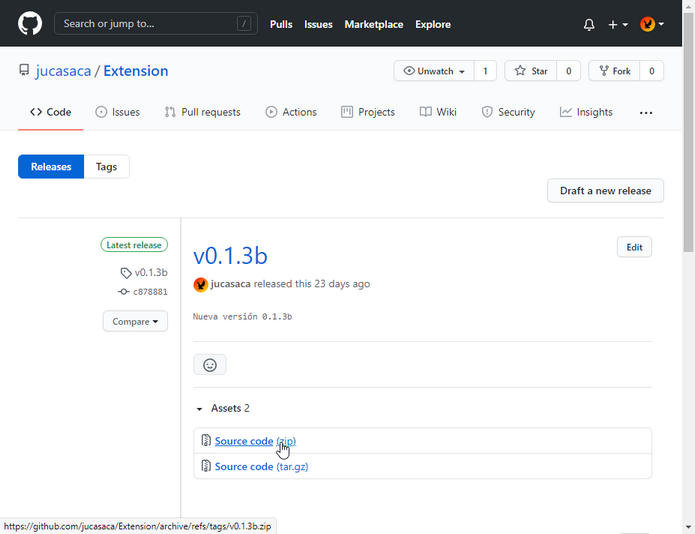 Search or jump to... /
Pulls Issues Marketplace Explore
jucasaca / Extension
Unwatch 1 Star 0 Fork 0
Code Issues Pull requests Actions Projects Wiki Security Insights ...
Releases Tags
Draft a new release
Latest release
v0.1.3b
c878881
Compare
v0.1.3b
Edit
jucasaca released this 23 days ago
Nueva versión 0.1.3b
Assets 2
Source code (zip)
Source code (tar.gz)
https://github.com/jucasaca/Extension/archive/refs/tags/v0.1.3b.zip